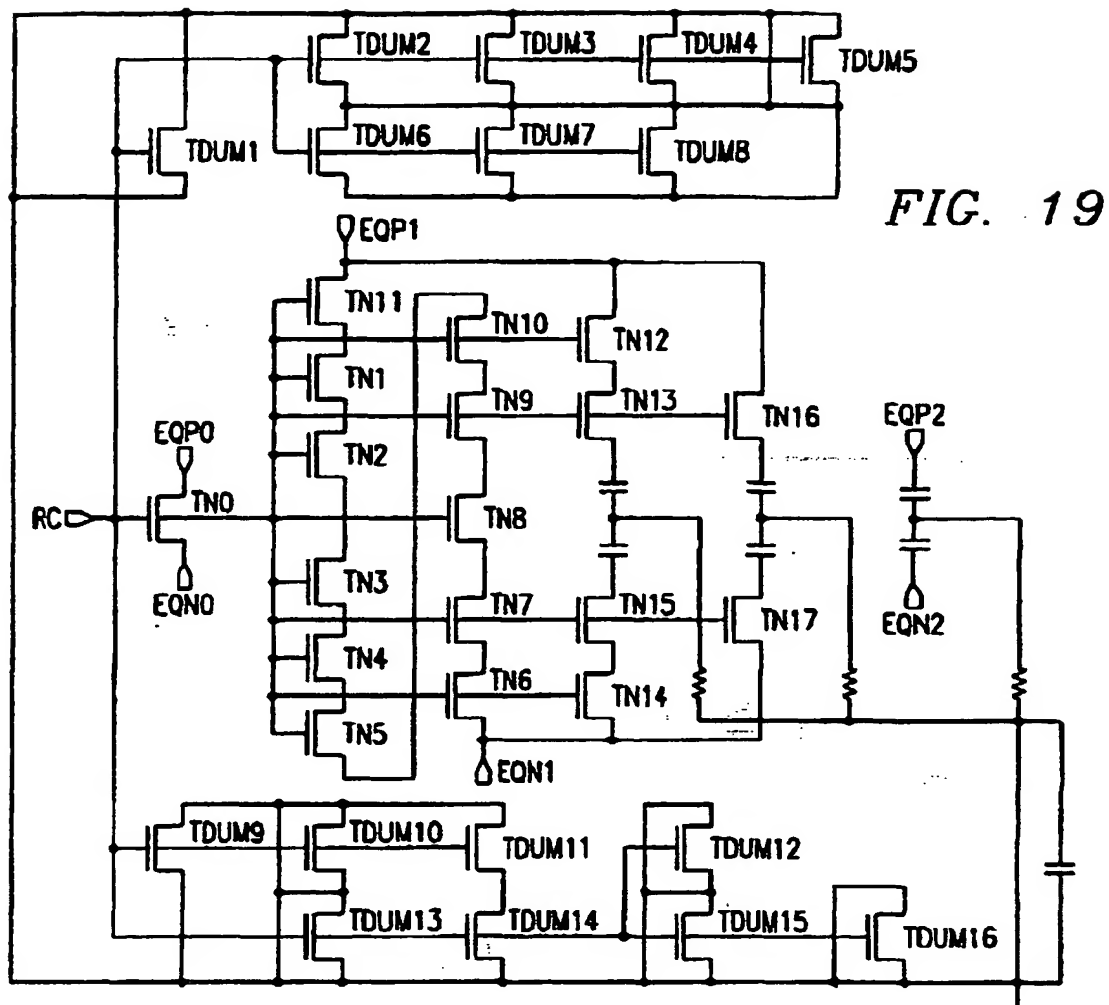 TDUM2 TDUM3 TDUM4 TDUM5
TDUM1 TDUM6 TDUM7 TDUM8
FIG. 19
EQP1
TN11
TN10 TN12
TN1
TN9 TN13 TN16
EQP0 TN2 EQP2
RC TN0 TN8
TN3
EQN0 TN7 TN15 TN17 EQN2
TN4
TN6 TN14
TN5
EQN1
TDUM9 TDUM10 TDUM11 TDUM12
TDUM13 TDUM14 TDUM15 TDUM16